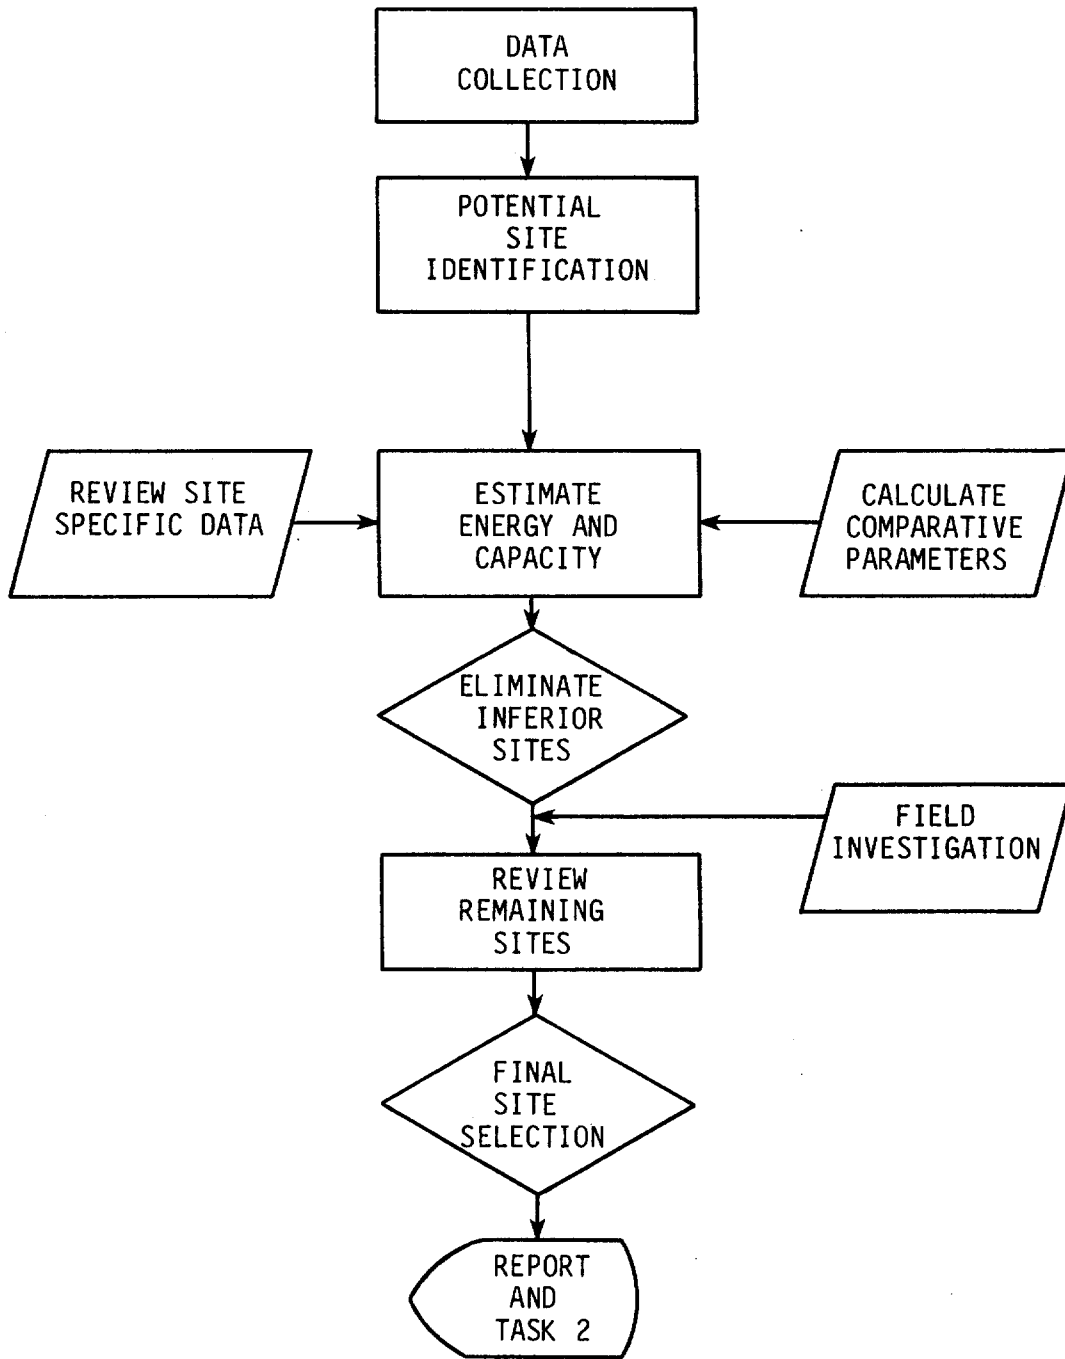 DATA
COLLECTION
POTENTIAL
SITE
IDENTIFICATION
REVIEW SITE
SPECIFIC DATA
ESTIMATE
ENERGY AND
CAPACITY
CALCULATE
COMPARATIVE
PARAMETERS
ELIMINATE
INFERIOR
SITES
FIELD
INVESTIGATION
REVIEW
REMAINING
SITES
FINAL
SITE
SELECTION
REPORT
AND
TASK 2